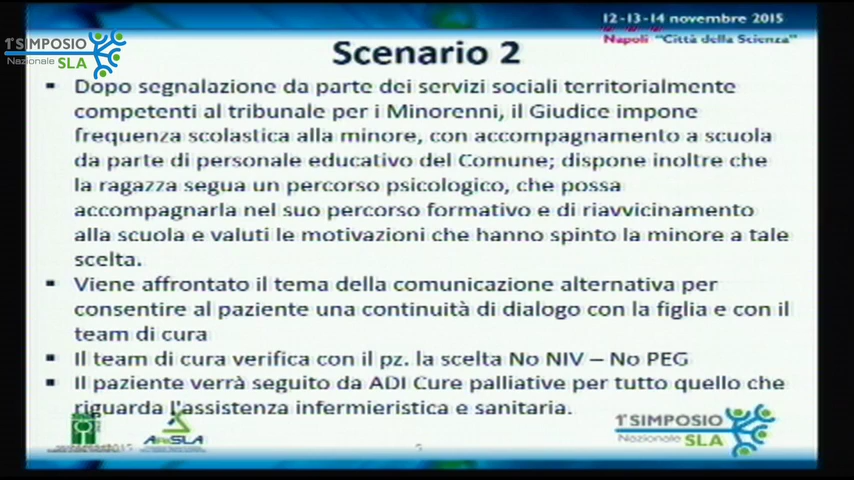 12-13-14 novembre 2015
Napoli "Città della Scienza"
1°SIMPOSIO
Nazionale SLA
Scenario 2
▪ Dopo segnalazione da parte dei servizi sociali territorialmente
competenti al tribunale per i Minorenni, il Giudice impone
frequenza scolastica alla minore, con accompagnamento a scuola
da parte di personale educativo del Comune; dispone inoltre che
la ragazza segua un percorso psicologico, che possa
accompagnarla nel suo percorso formativo e di riavvicinamento
alla scuola e valuti le motivazioni che hanno spinto la minore a tale
scelta.
▪ Viene affrontato il tema della comunicazione alternativa per
consentire al paziente una continuità di dialogo con la figlia e con il
team di cura
▪ Il team di cura verifica con il pz. la scelta No NIV – No PEG
▪ Il paziente verrà seguito da ADI Cure palliative per tutto quello che
riguarda l'assistenza infermieristica e sanitaria.
AriSLA
5
1°SIMPOSIO
Nazionale SLA